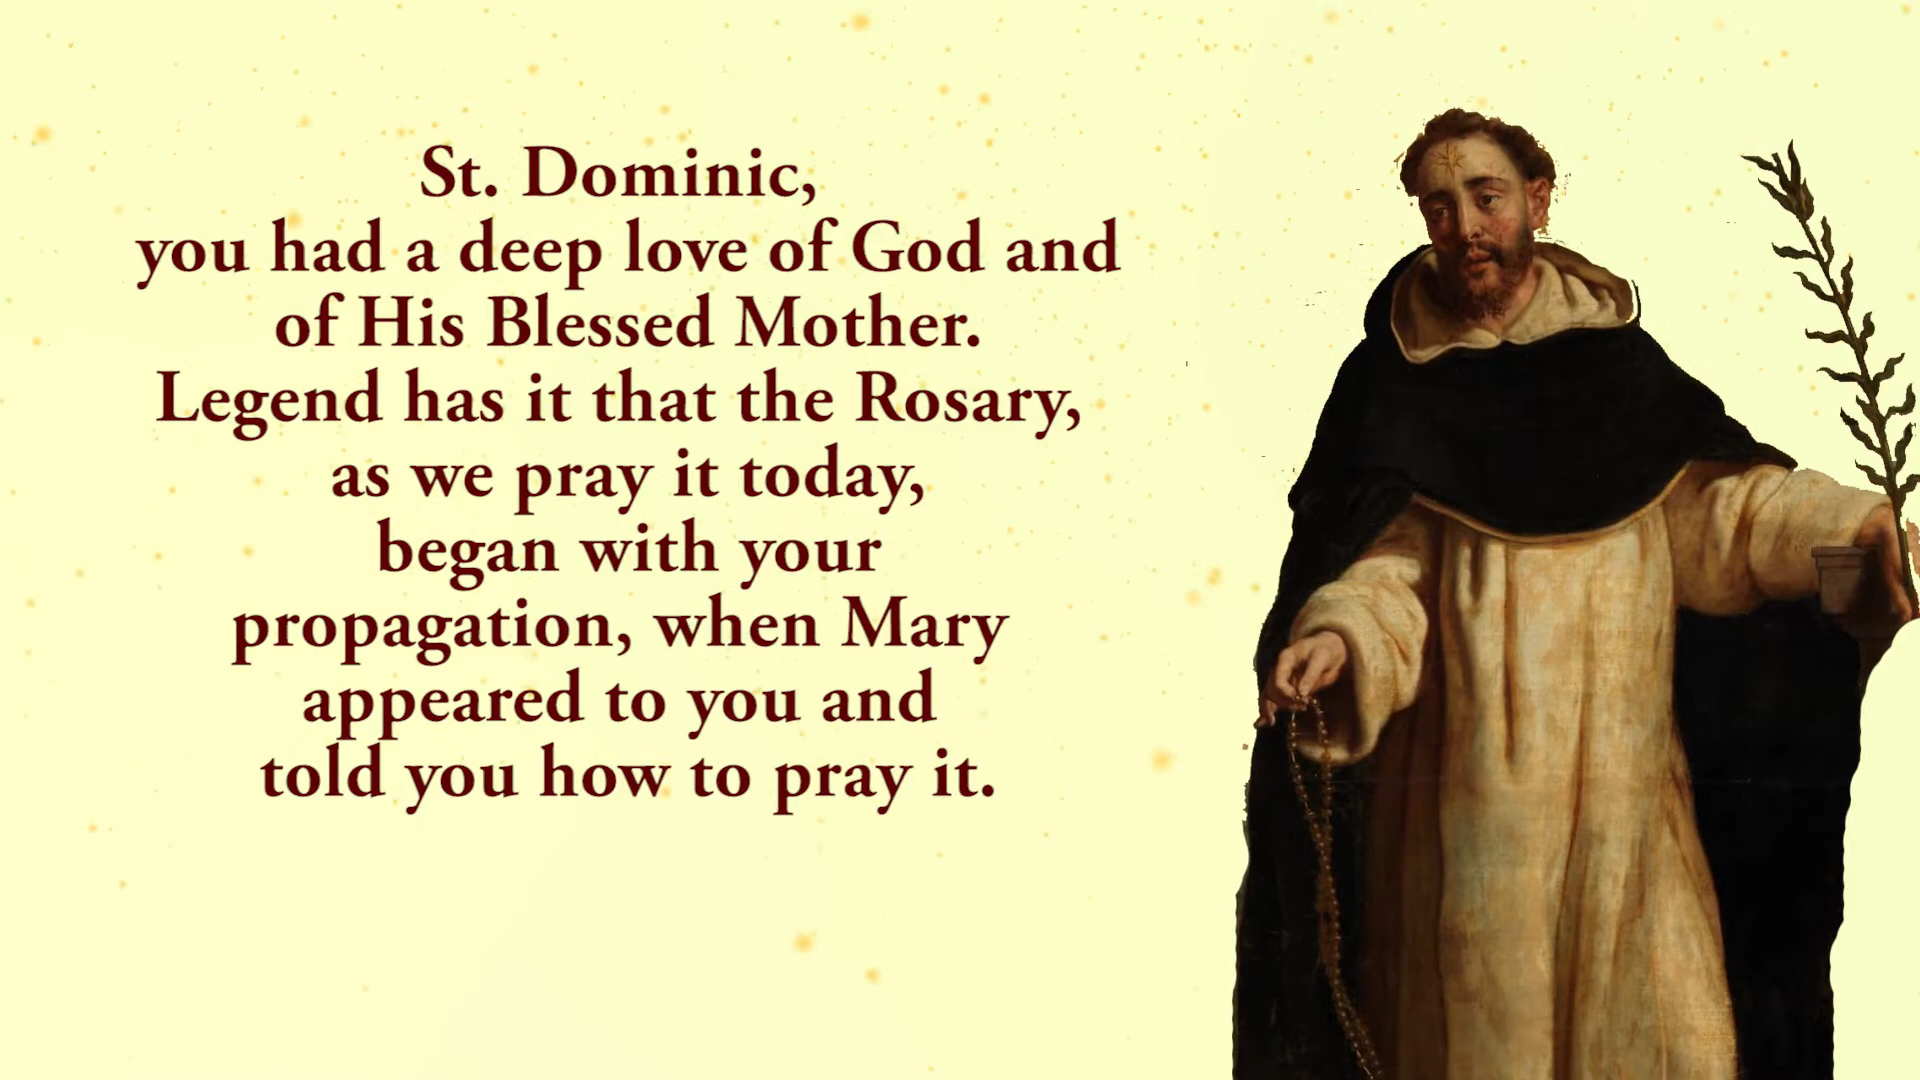 St. Dominic,
you had a deep love of God and
of His Blessed Mother.
Legend has it that the Rosary,
as we pray it today,
began with your
propagation, when Mary
appeared to you and
told you how to pray it.